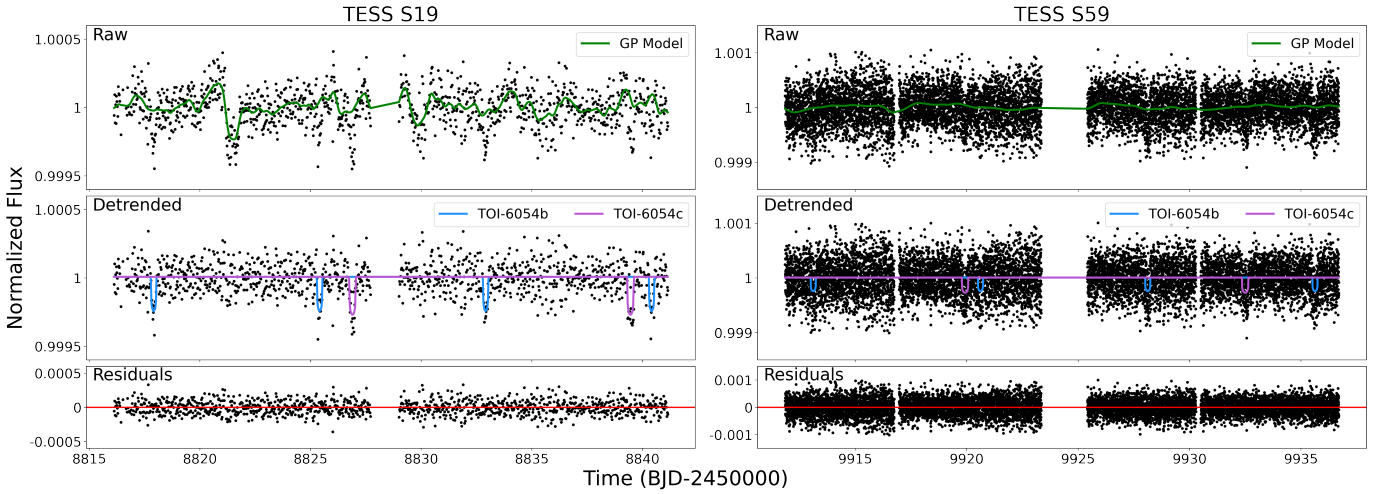 TESS S19
TESS S59
Normalized Flux
Raw
GP Model
1.0005
1
0.9995
Raw
GP Model
1.001
1
0.999
Detrended
TOI-6054b
TOI-6054c
1.0005
1
0.9995
Detrended
TOI-6054b
TOI-6054c
1.001
1
0.999
Residuals
0.0005
0
-0.0005
Residuals
0.001
0
-0.001
8815 8820 8825 8830 8835 8840
9915 9920 9925 9930 9935
Time (BJD-2450000)